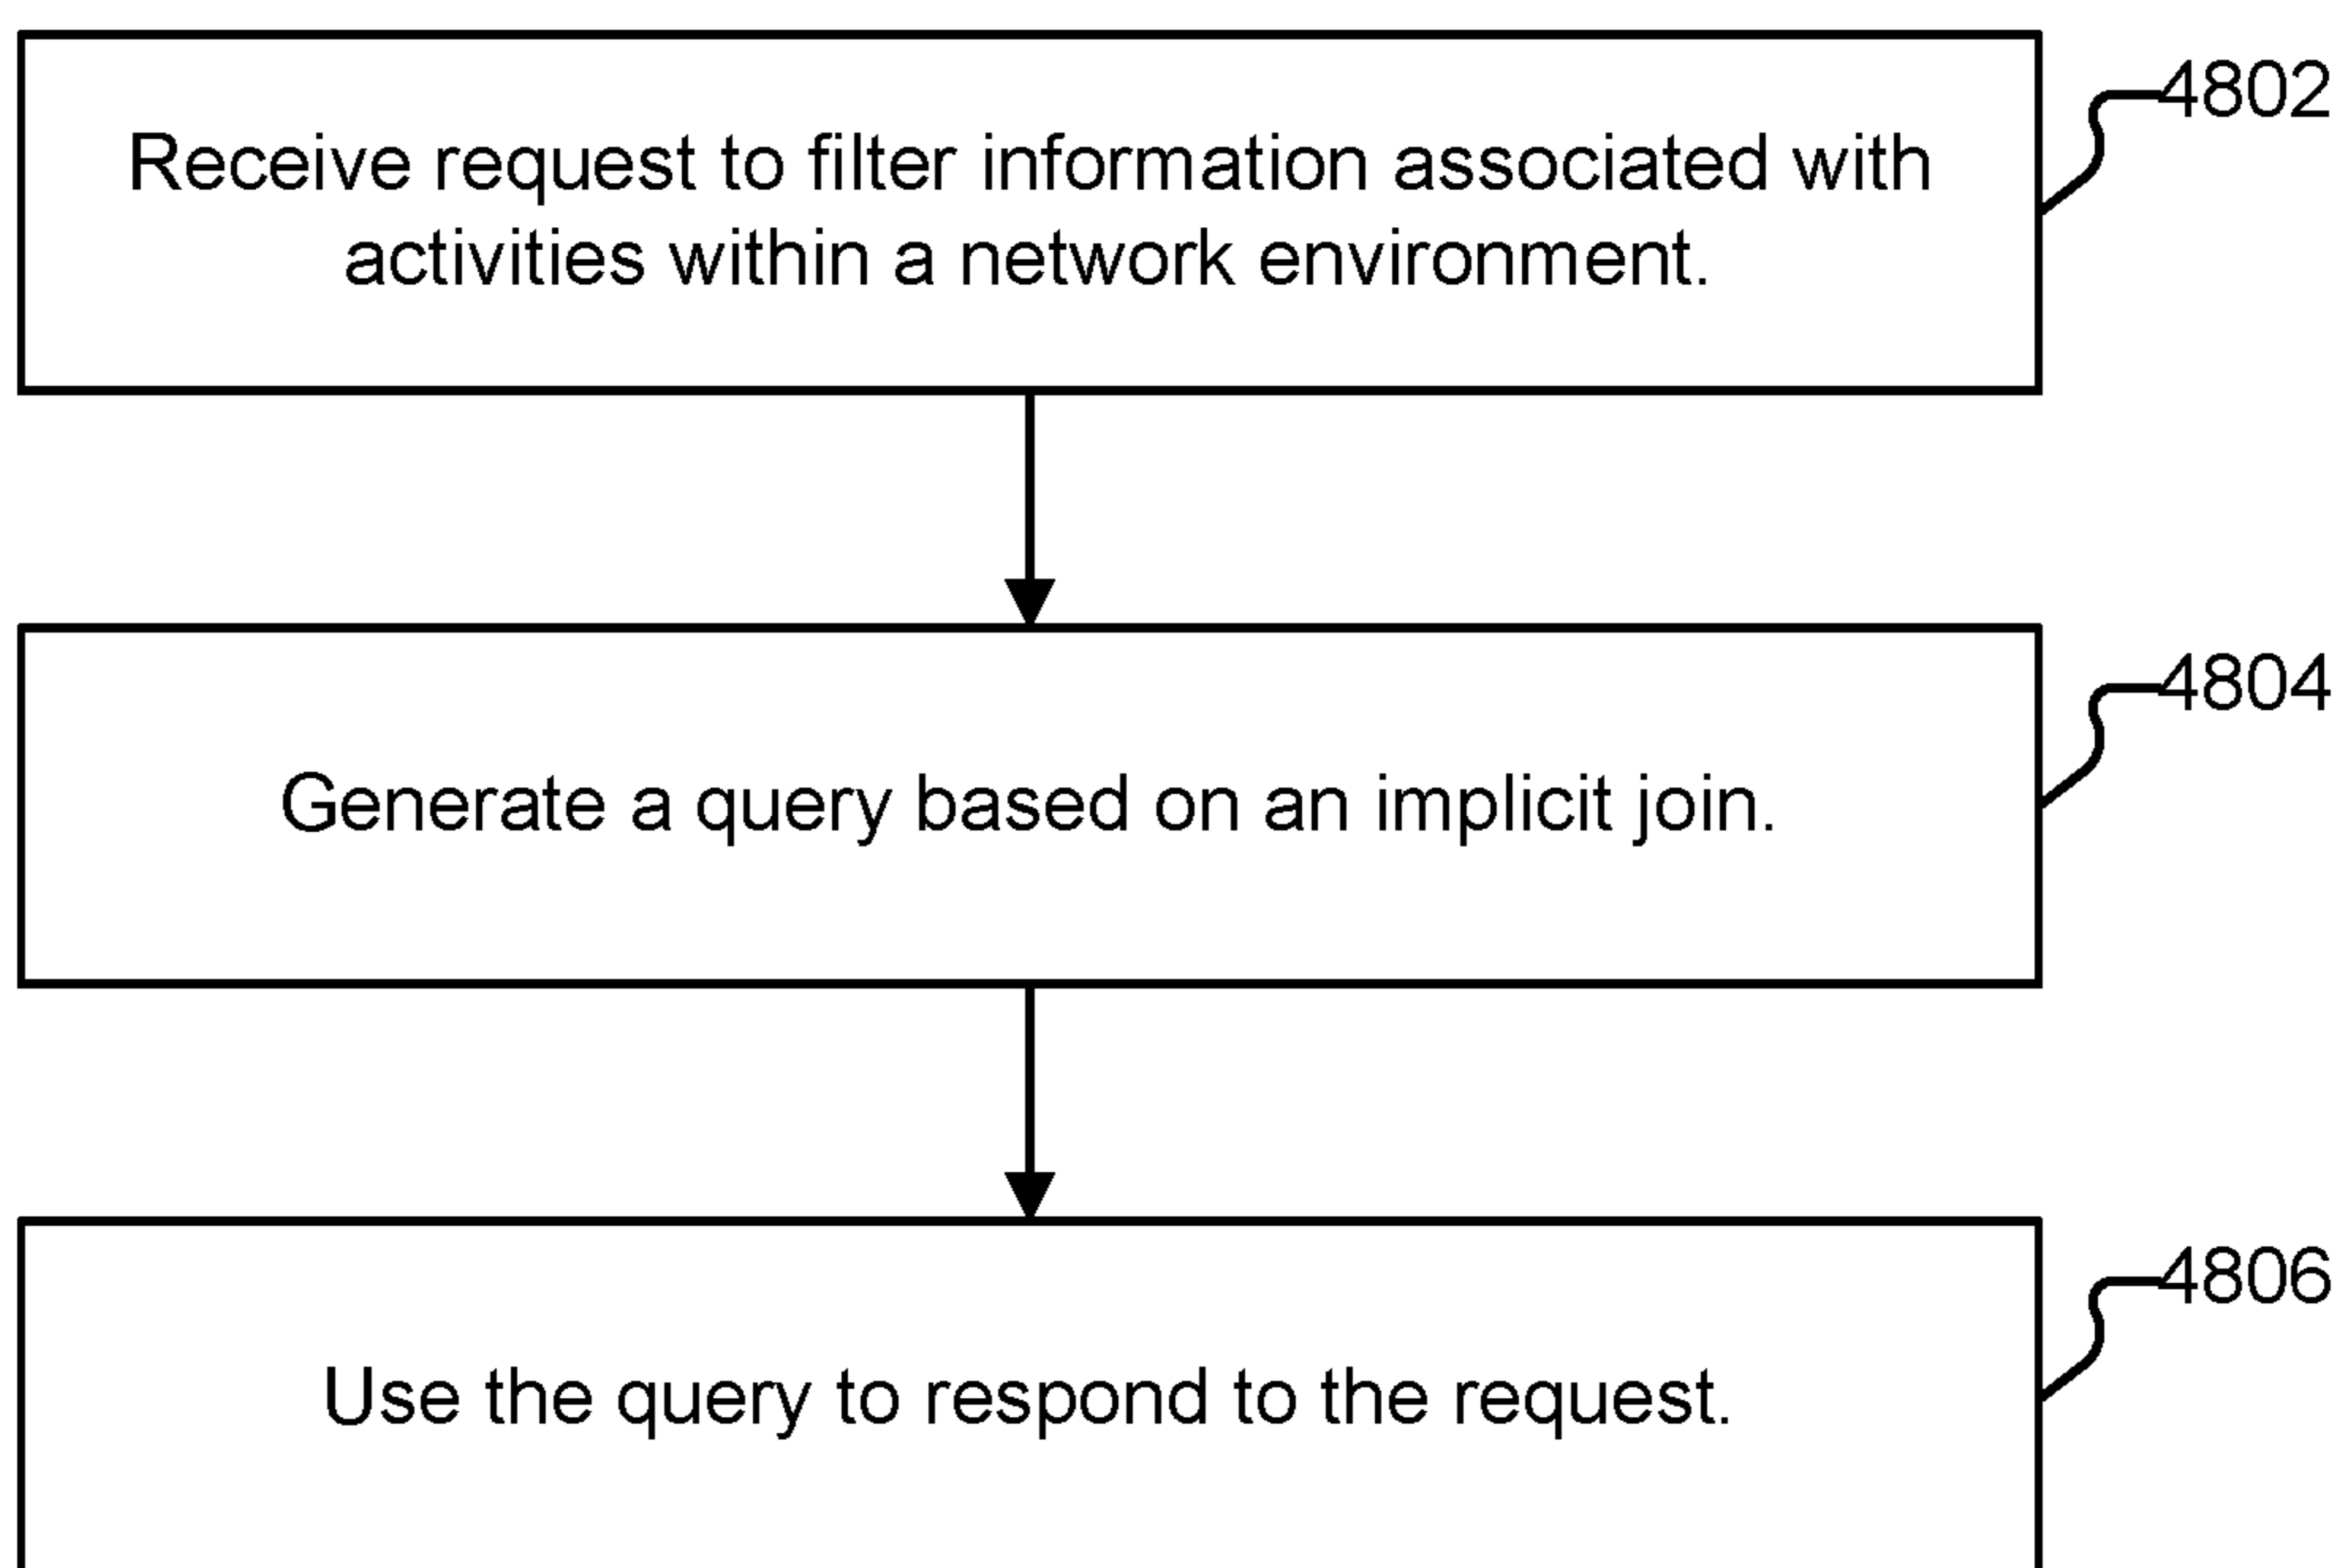 4802
Receive request to filter information associated with
activities within a network environment.
4804
Generate a query based on an implicit join.
4806
Use the query to respond to the request.